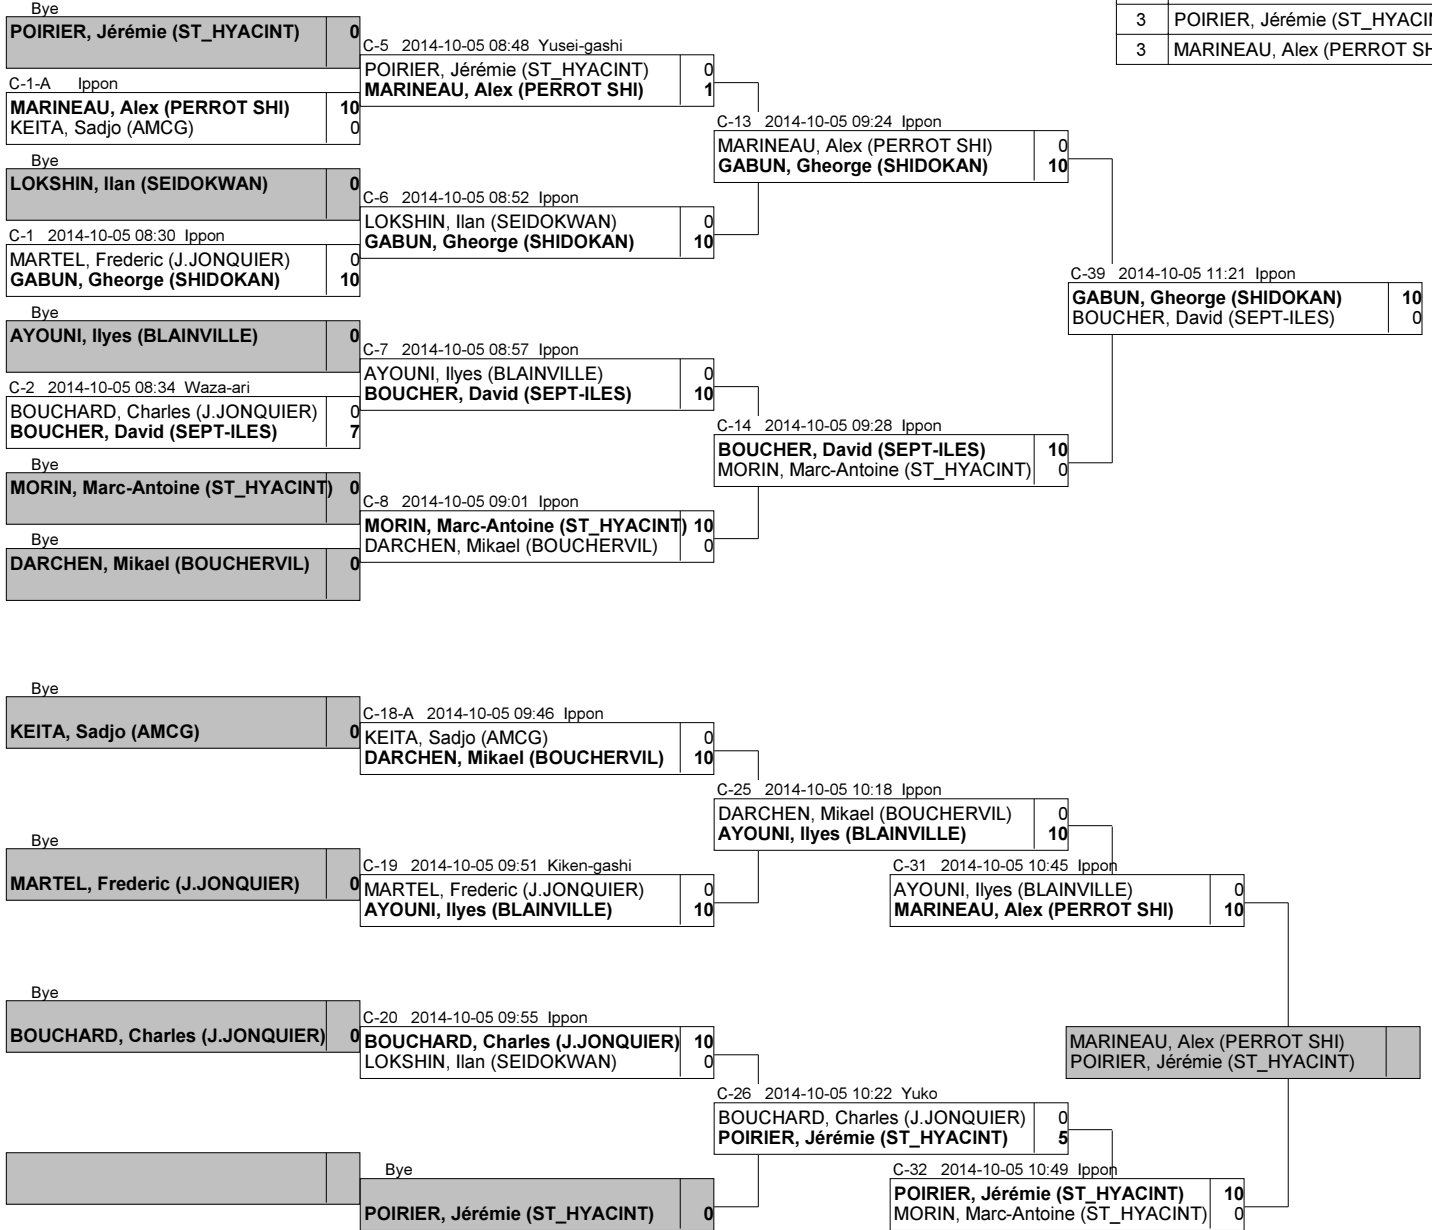 Bye
POIRIER, Jérémie (ST_HYACINT) 0
C-1-A Ippon
MARINEAU, Alex (PERROT SHI) 10
KEITA, Sadjo (AMCG) 0
Bye
LOKSHIN, Ilan (SEIDOKWAN) 0
C-1 2014-10-05 08:30 Ippon
MARTEL, Frederic (J.JONQUIER) 0
GABUN, Gheorge (SHIDOKAN) 10
Bye
AYOUNI, Ilyes (BLAINVILLE) 0
C-2 2014-10-05 08:34 Waza-ari
BOUCHARD, Charles (J.JONQUIER) 0
BOUCHER, David (SEPT-ILES) 7
Bye
MORIN, Marc-Antoine (ST_HYACINT) 0
Bye
DARCHEN, Mikael (BOUCHERVIL) 0
C-5 2014-10-05 08:48 Yusei-gashi
POIRIER, Jérémie (ST_HYACINT) 0
MARINEAU, Alex (PERROT SHI) 1
C-6 2014-10-05 08:52 Ippon
LOKSHIN, Ilan (SEIDOKWAN) 0
GABUN, Gheorge (SHIDOKAN) 10
C-7 2014-10-05 08:57 Ippon
AYOUNI, Ilyes (BLAINVILLE) 0
BOUCHER, David (SEPT-ILES) 10
C-8 2014-10-05 09:01 Ippon
MORIN, Marc-Antoine (ST_HYACINT) 10
DARCHEN, Mikael (BOUCHERVIL) 0
C-13 2014-10-05 09:24 Ippon
MARINEAU, Alex (PERROT SHI) 0
GABUN, Gheorge (SHIDOKAN) 10
C-14 2014-10-05 09:28 Ippon
BOUCHER, David (SEPT-ILES) 10
MORIN, Marc-Antoine (ST_HYACINT) 0
3 POIRIER, Jérémie (ST_HYACI
3 MARINEAU, Alex (PERROT SH
C-39 2014-10-05 11:21 Ippon
GABUN, Gheorge (SHIDOKAN) 10
BOUCHER, David (SEPT-ILES) 0
Bye
KEITA, Sadjo (AMCG) 0
Bye
MARTEL, Frederic (J.JONQUIER) 0
Bye
BOUCHARD, Charles (J.JONQUIER) 0
C-18-A 2014-10-05 09:46 Ippon
KEITA, Sadjo (AMCG) 0
DARCHEN, Mikael (BOUCHERVIL) 10
C-19 2014-10-05 09:51 Kiken-gashi
MARTEL, Frederic (J.JONQUIER) 0
AYOUNI, Ilyes (BLAINVILLE) 10
C-20 2014-10-05 09:55 Ippon
BOUCHARD, Charles (J.JONQUIER) 10
LOKSHIN, Ilan (SEIDOKWAN) 0
Bye
POIRIER, Jérémie (ST_HYACINT) 0
C-25 2014-10-05 10:18 Ippon
DARCHEN, Mikael (BOUCHERVIL) 0
AYOUNI, Ilyes (BLAINVILLE) 10
C-26 2014-10-05 10:22 Yuko
BOUCHARD, Charles (J.JONQUIER) 0
POIRIER, Jérémie (ST_HYACINT) 5
C-31 2014-10-05 10:45 Ippon
AYOUNI, Ilyes (BLAINVILLE) 0
MARINEAU, Alex (PERROT SHI) 10
C-32 2014-10-05 10:49 Ippon
POIRIER, Jérémie (ST_HYACINT) 10
MORIN, Marc-Antoine (ST_HYACINT) 0
MARINEAU, Alex (PERROT SHI)
POIRIER, Jérémie (ST_HYACINT)